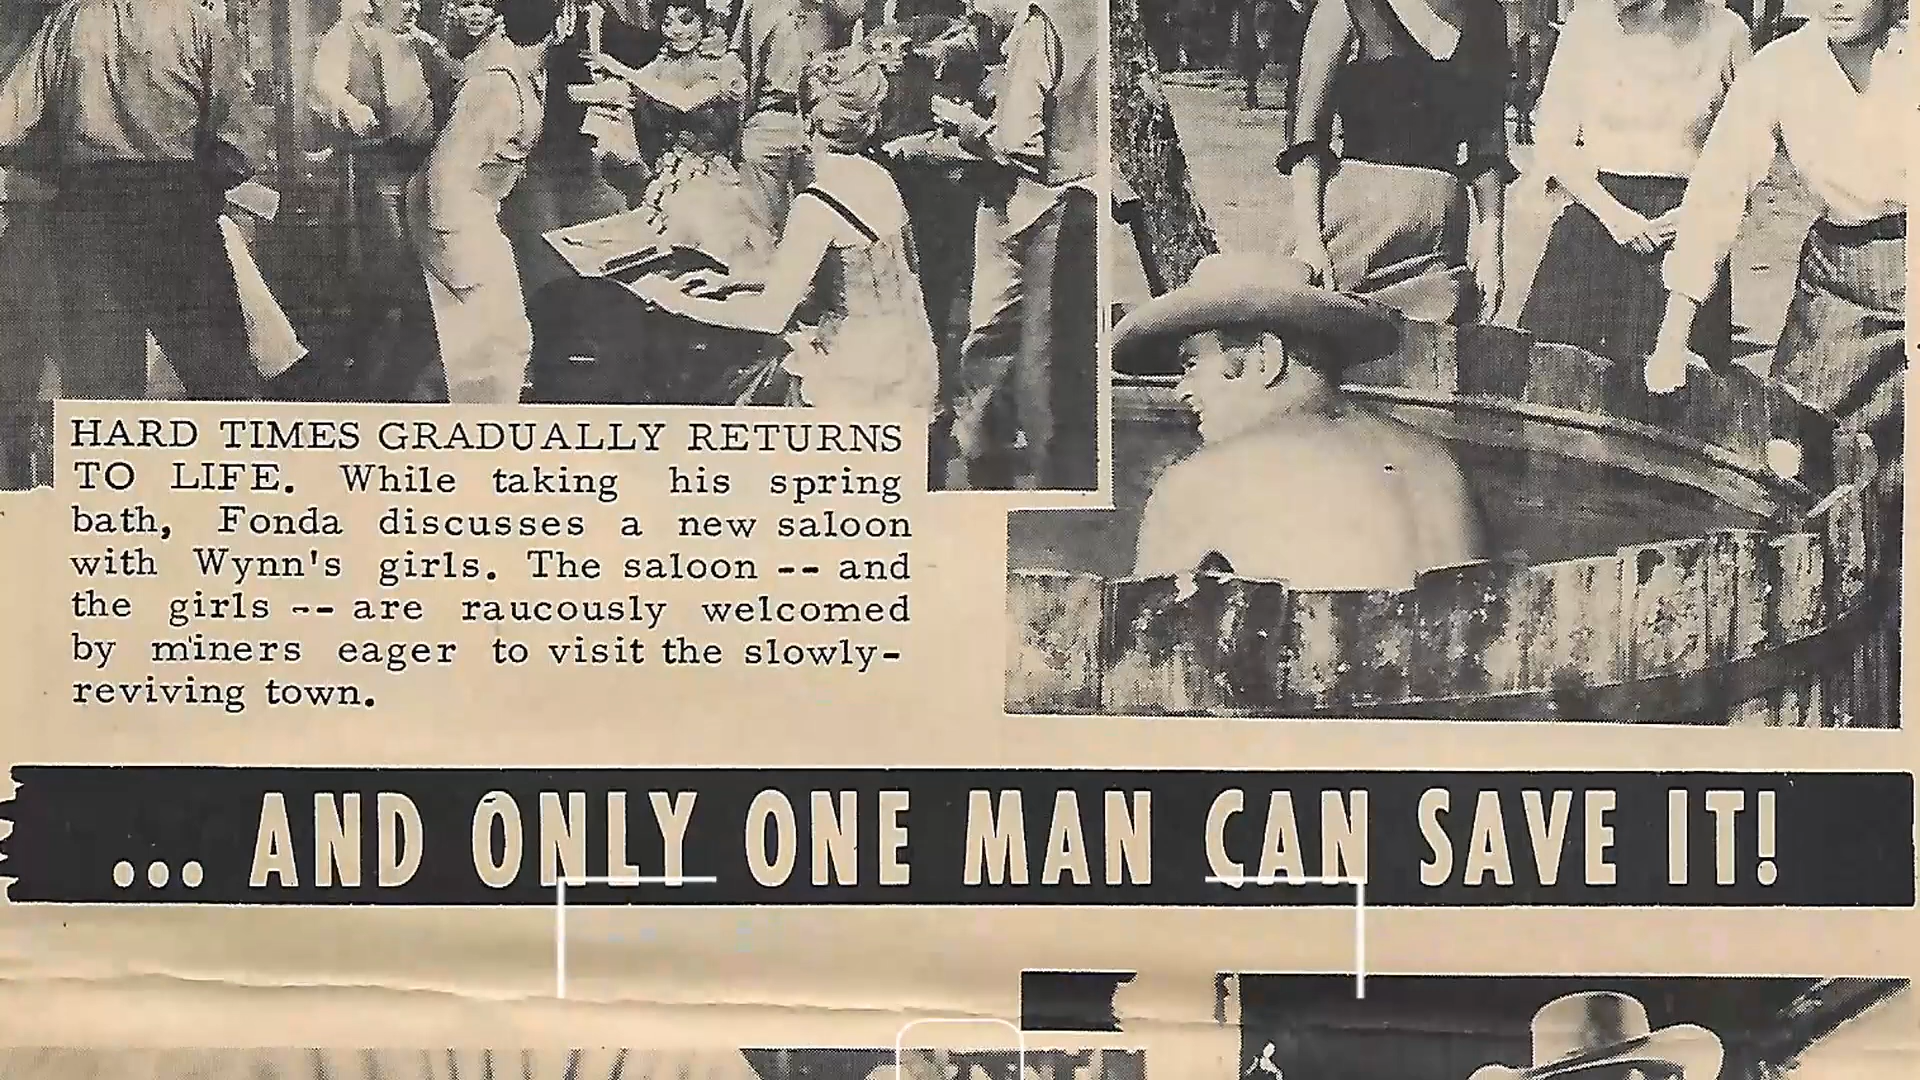 HARD TIMES GRADUALLY RETURNS
TO LIFE. While taking his spring
bath, Fonda discusses a new saloon
with Wynn's girls. The saloon -- and
the girls -- are raucously welcomed
by miners eager to visit the slowly-
reviving town.
... AND ONLY ONE MAN CAN SAVE IT!